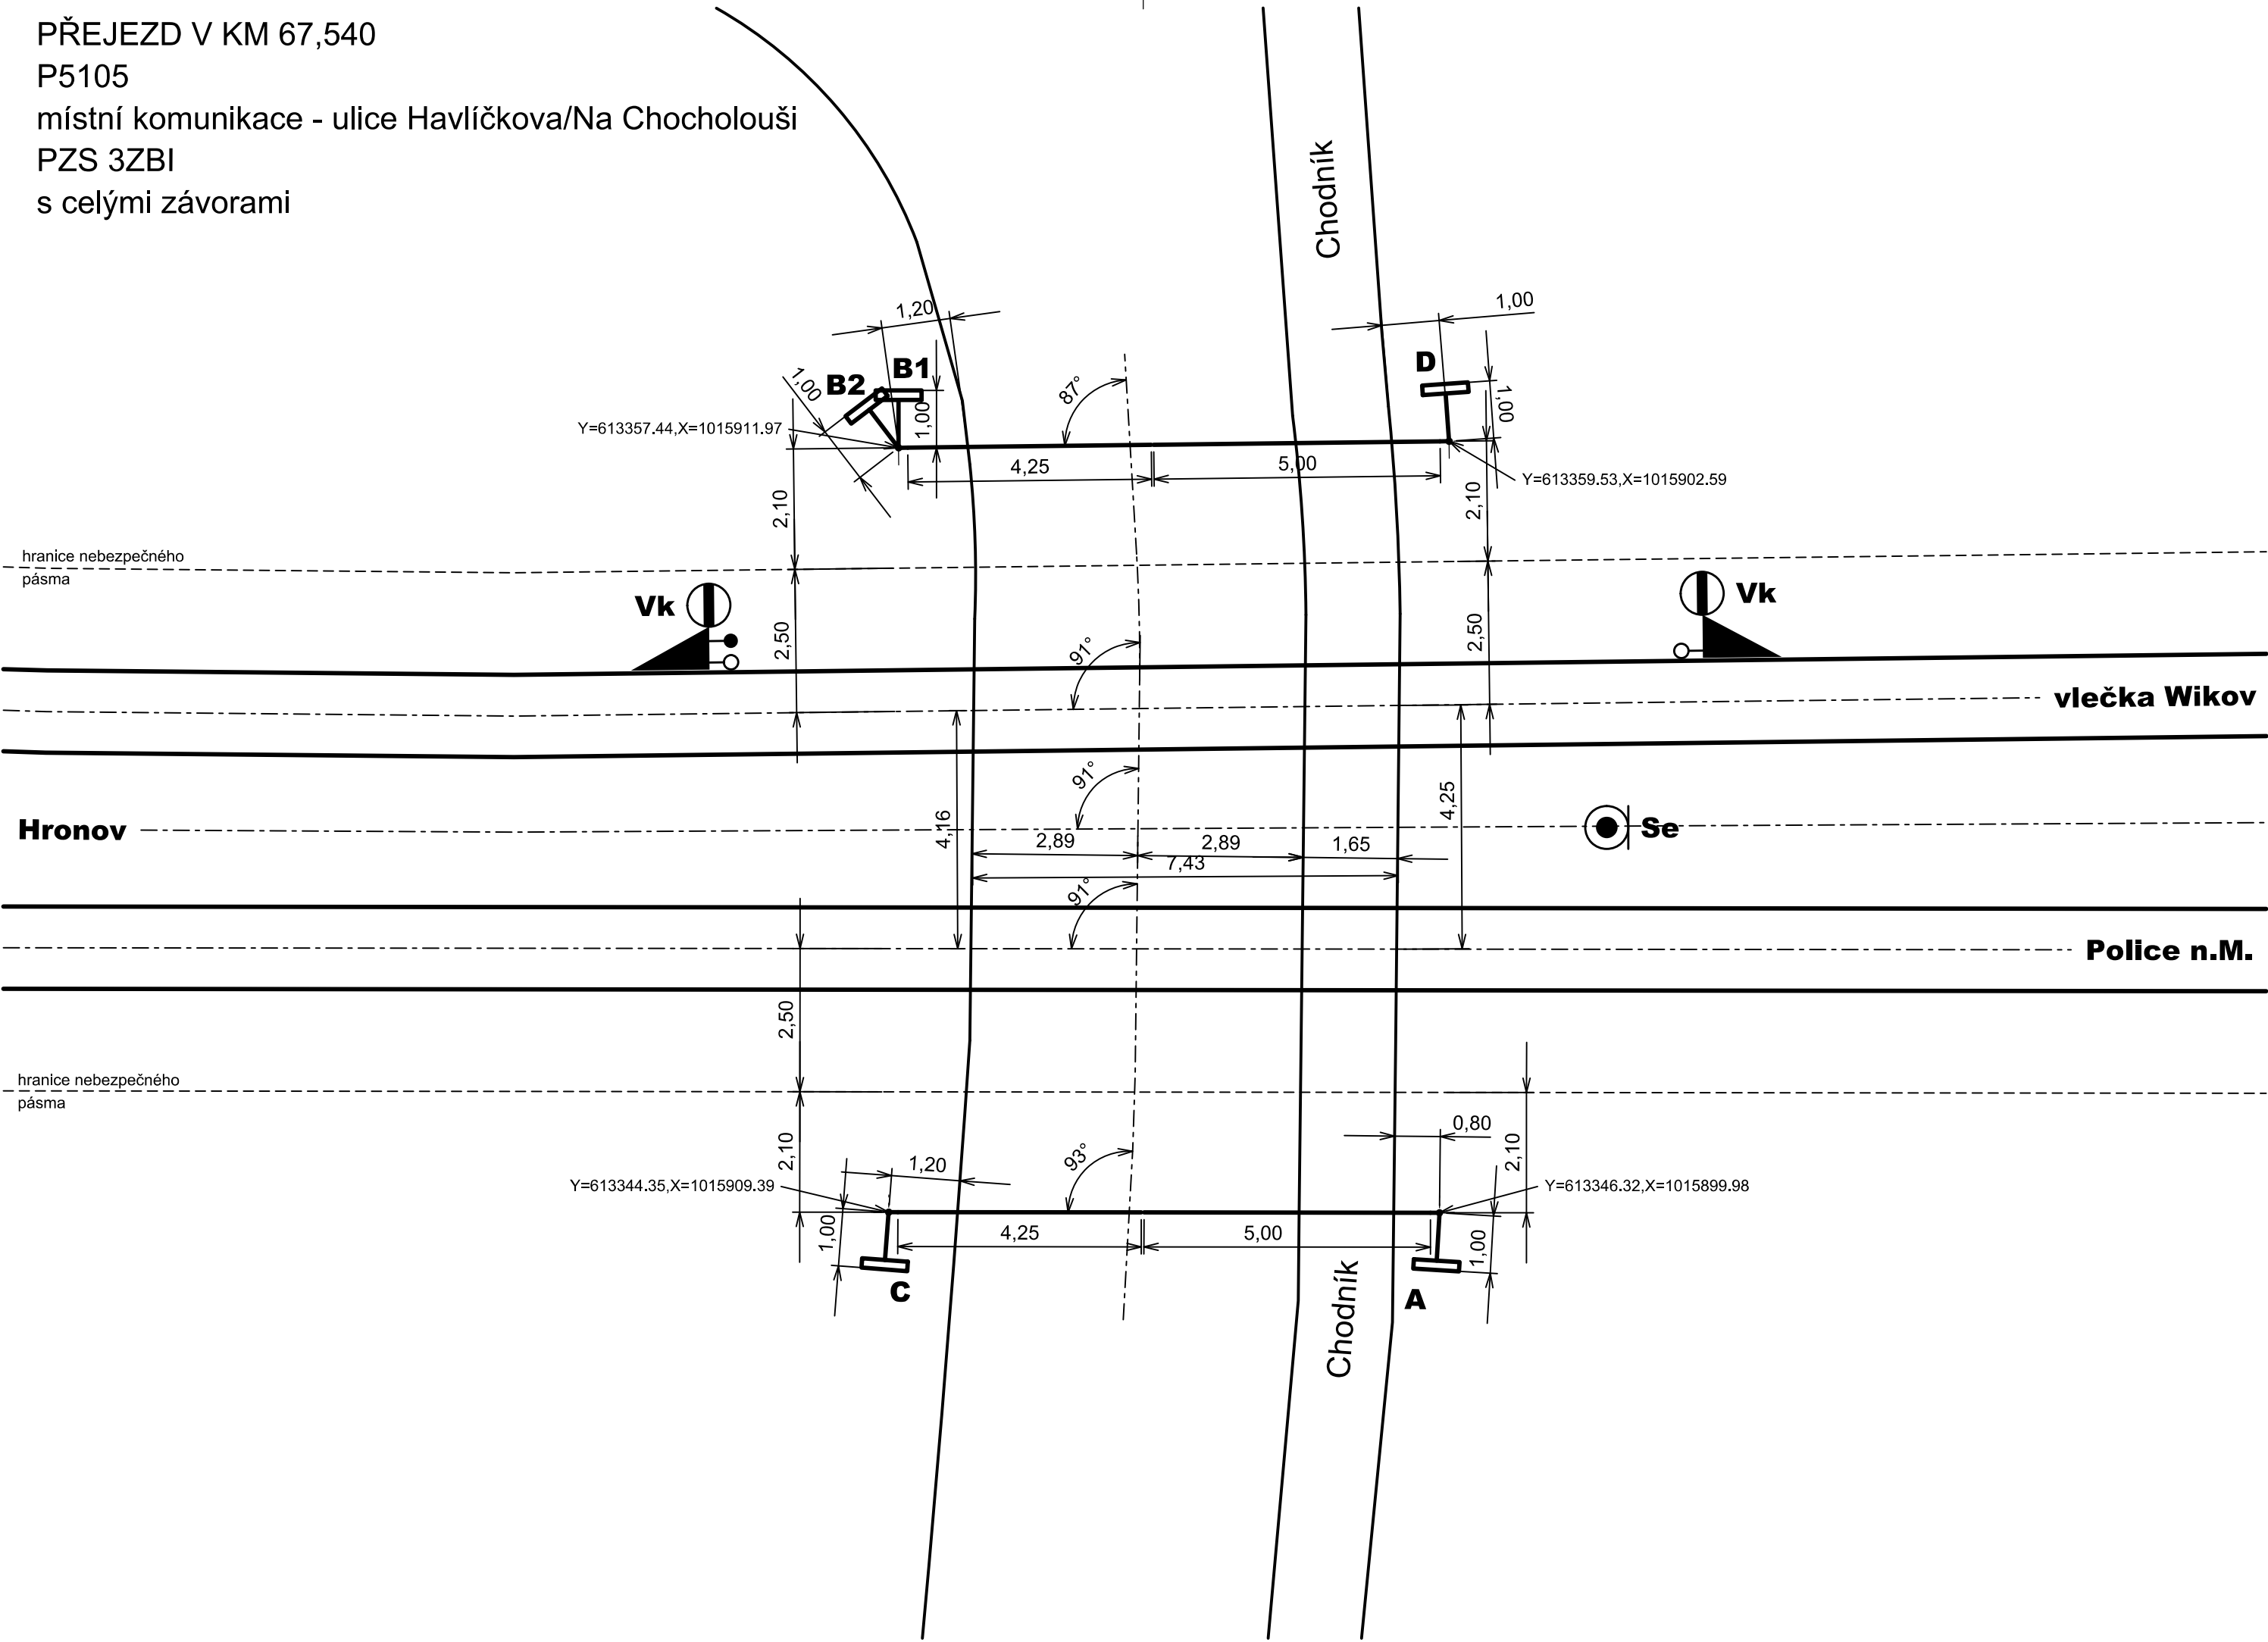 PŘEJEZD V KM 67,540
P5105
místní komunikace - ulice Havlíčkova/Na Chocholouši
PZS 3ZBI
s celými závorami
Chodník
1,20
1,00
B1
D
B2
1,00
1,00
87°
1,00
Y=613357.44,X=1015911.97
4,25
5,00
Y=613359.53,X=1015902.59
2,10
2,10
hranice nebezpečného
pásma
Vk
Vk
2,50
91°
2,50
vlečka Wikov
91°
4,16
4,25
Hronov
Se
2,89
2,89
1,65
7,43
91°
Police n.M.
2,50
hranice nebezpečného
pásma
0,80
2,10
93°
2,10
1,20
Y=613344.35,X=1015909.39
Y=613346.32,X=1015899.98
1,00
4,25
5,00
1,00
C
A
Chodník